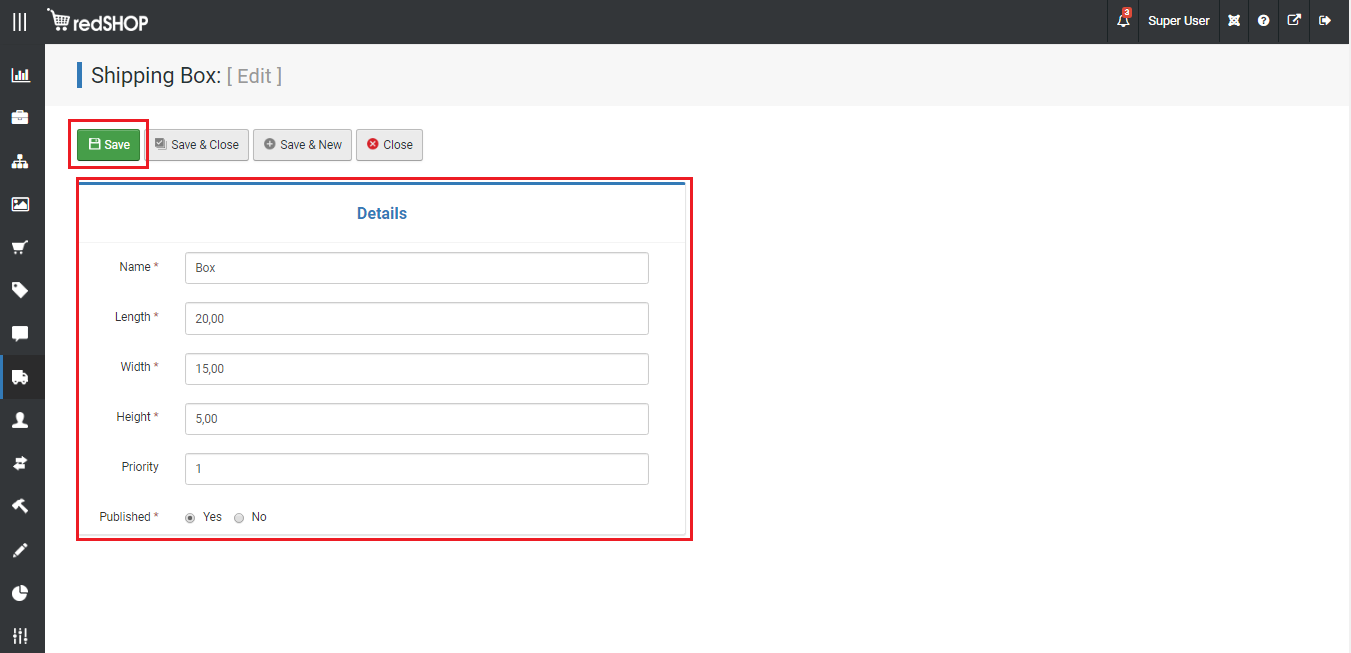 redSHOP
3
Super User
Shipping Box: [ Edit ]
Save
Save & Close
Save & New
Close
Details
Name *
Box
Length *
20,00
Width *
15,00
Height *
5,00
Priority
1
Published *
Yes
No